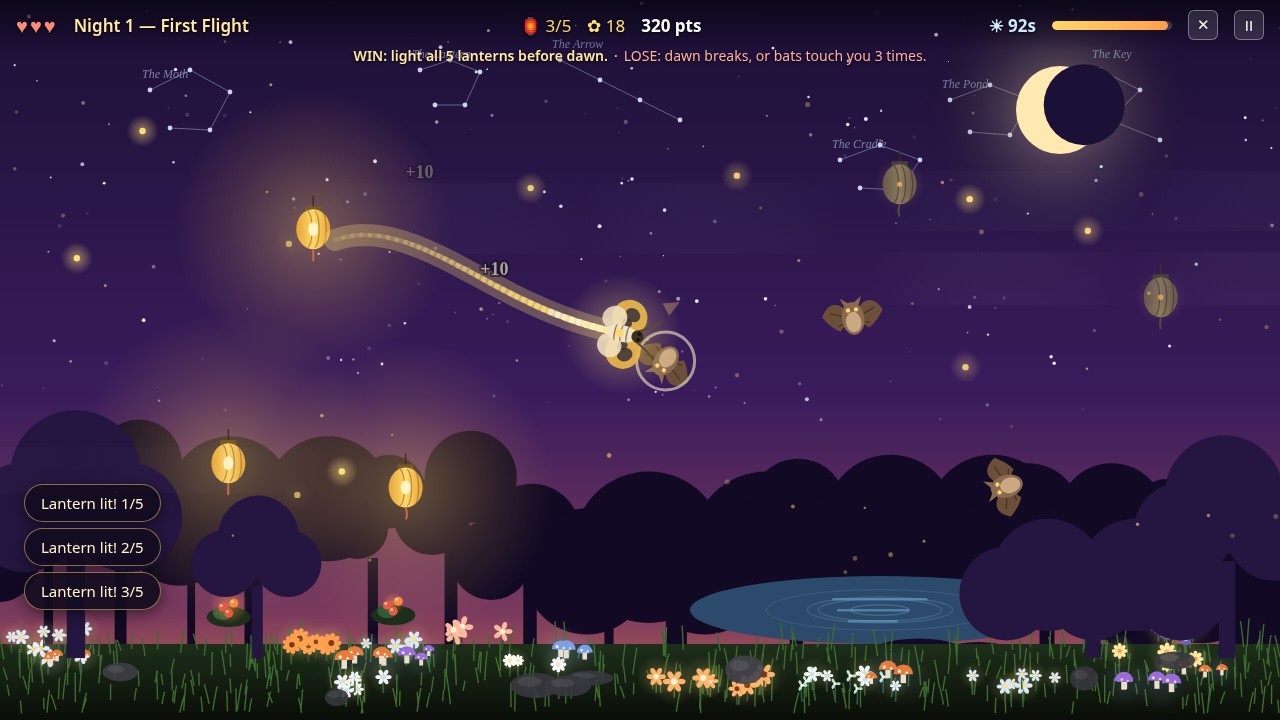 Night 1 — First Flight
3/5
18
320 pts
92s
WIN: light all 5 lanterns before dawn. · LOSE: dawn breaks, or bats touch you 3 times.
The Moth
The Arrow
The Key
The Pond
The Cradle
+10
+10
Lantern lit! 1/5
Lantern lit! 2/5
Lantern lit! 3/5